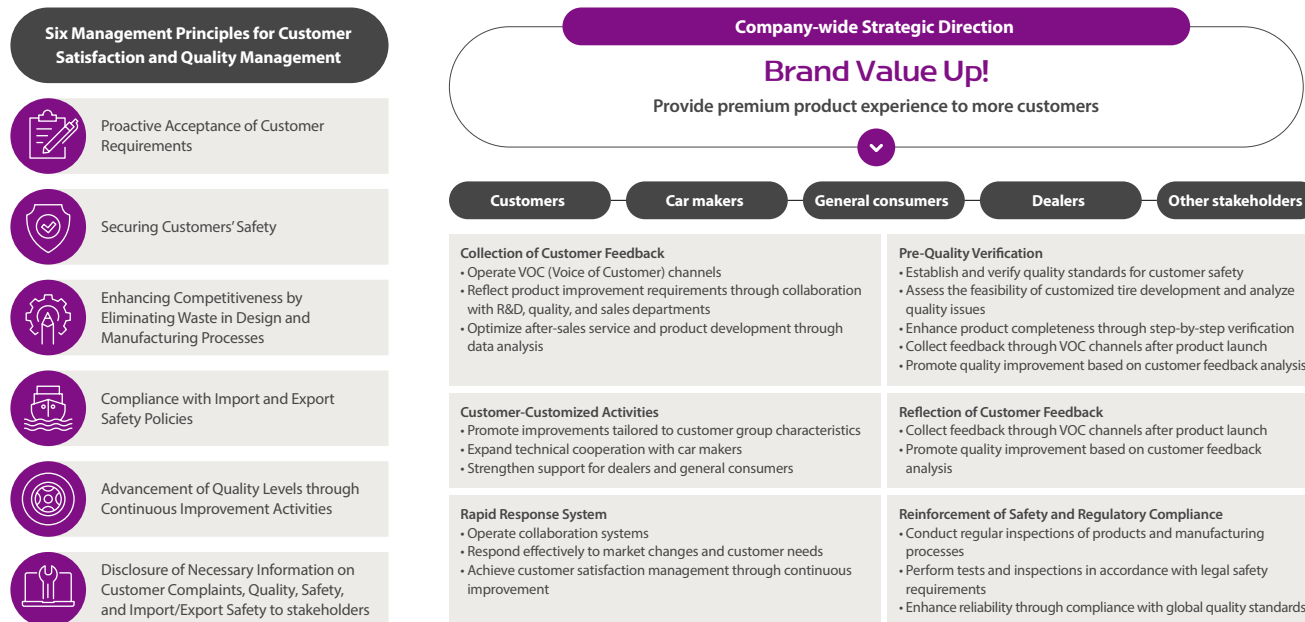 Six Management Principles for Customer
Satisfaction and Quality Management
Proactive Acceptance of Customer
Requirements
Securing Customers' Safety
Enhancing Competitiveness by
Eliminating Waste in Design and
Manufacturing Processes
Compliance with Import and Export
Safety Policies
Advancement of Quality Levels through
Continuous Improvement Activities
Disclosure of Necessary Information on
Customer Complaints, Quality, Safety,
and Import/Export Safety to stakeholders
Company-wide Strategic Direction
Brand Value Up!
Provide premium product experience to more customers
Customers
Car makers
General consumers
Dealers
Other stakeholders
Collection of Customer Feedback
• Operate VOC (Voice of Customer) channels
• Reflect product improvement requirements through collaboration
with R&D, quality, and sales departments
• Optimize after-sales service and product development through
data analysis
Pre-Quality Verification
• Establish and verify quality standards for customer safety
• Assess the feasibility of customized tire development and analyze
quality issues
• Enhance product completeness through step-by-step verification
• Collect feedback through VOC channels after product launch
• Promote quality improvement based on customer feedback analysis
Customer-Customized Activities
• Promote improvements tailored to customer group characteristics
• Expand technical cooperation with car makers
• Strengthen support for dealers and general consumers
Reflection of Customer Feedback
• Collect feedback through VOC channels after product launch
• Promote quality improvement based on customer feedback
analysis
Rapid Response System
• Operate collaboration systems
• Respond effectively to market changes and customer needs
• Achieve customer satisfaction management through continuous
improvement
Reinforcement of Safety and Regulatory Compliance
• Conduct regular inspections of products and manufacturing
processes
• Perform tests and inspections in accordance with legal safety
requirements
• Enhance reliability through compliance with global quality standards